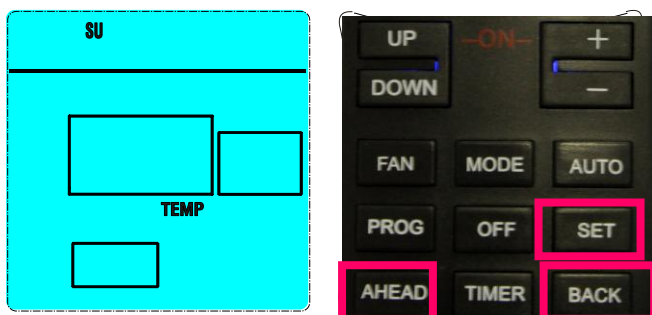 SU
TEMP
UP
-ON-
+
DOWN
-
FAN MODE AUTO
PROG OFF SET
AHEAD TIMER BACK